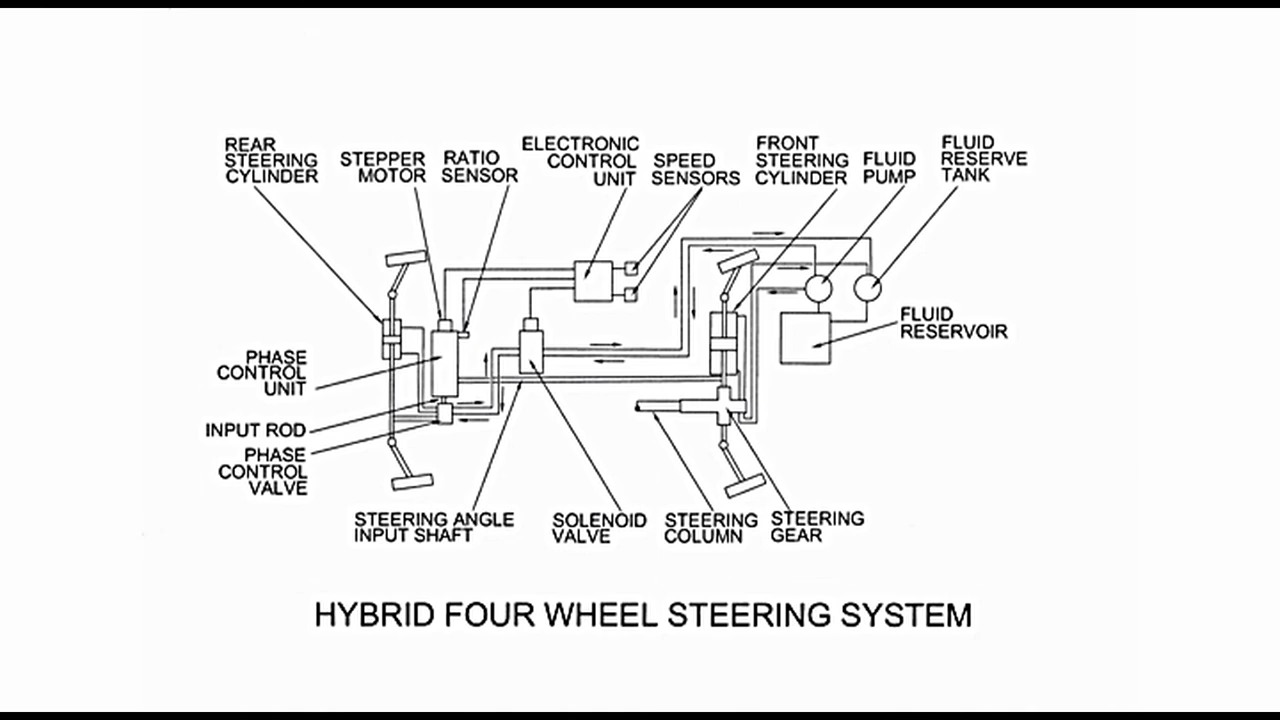 REAR
STEERING
CYLINDER
STEPPER
MOTOR
RATIO
SENSOR
ELECTRONIC
CONTROL
UNIT
SPEED
SENSORS
FRONT
STEERING
CYLINDER
FLUID
PUMP
FLUID
RESERVE
TANK
FLUID
RESERVOIR
PHASE
CONTROL
UNIT
INPUT ROD
PHASE
CONTROL
VALVE
STEERING ANGLE
INPUT SHAFT
SOLENOID
VALVE
STEERING
COLUMN
STEERING
GEAR
HYBRID FOUR WHEEL STEERING SYSTEM